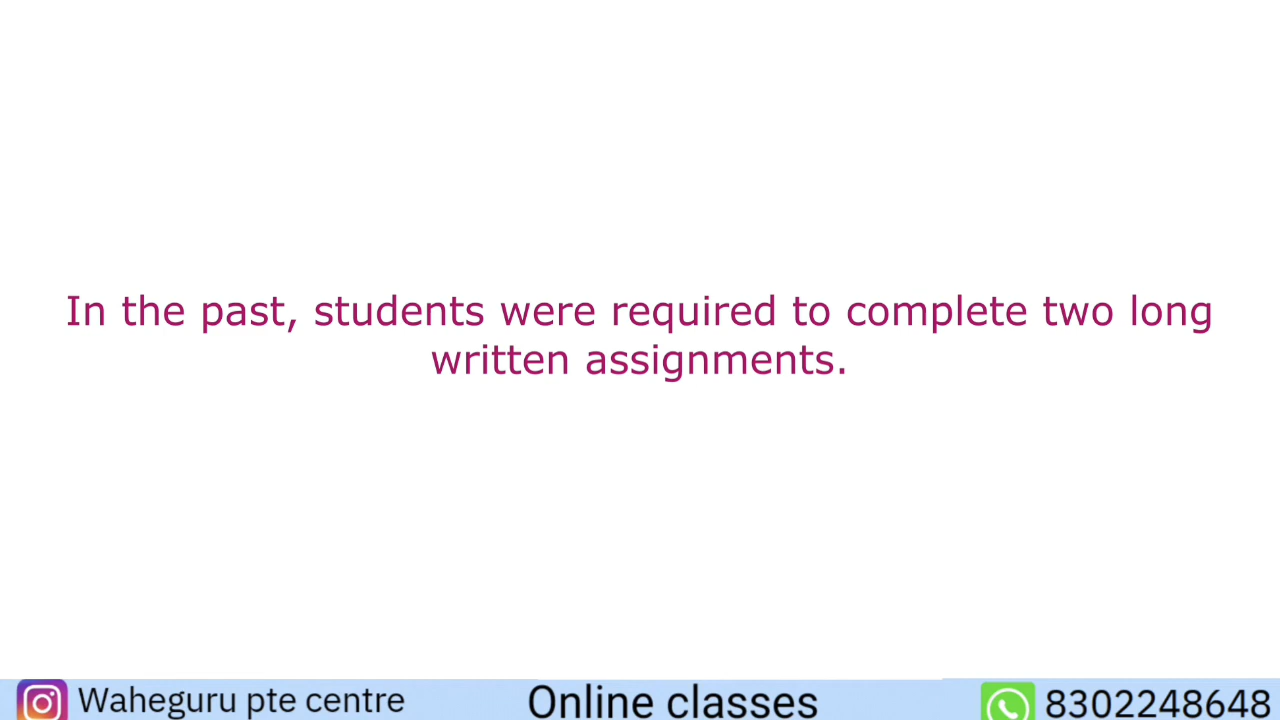 In the past, students were required to complete two long
written assignments.
Waheguru pte centre Online classes 8302248648